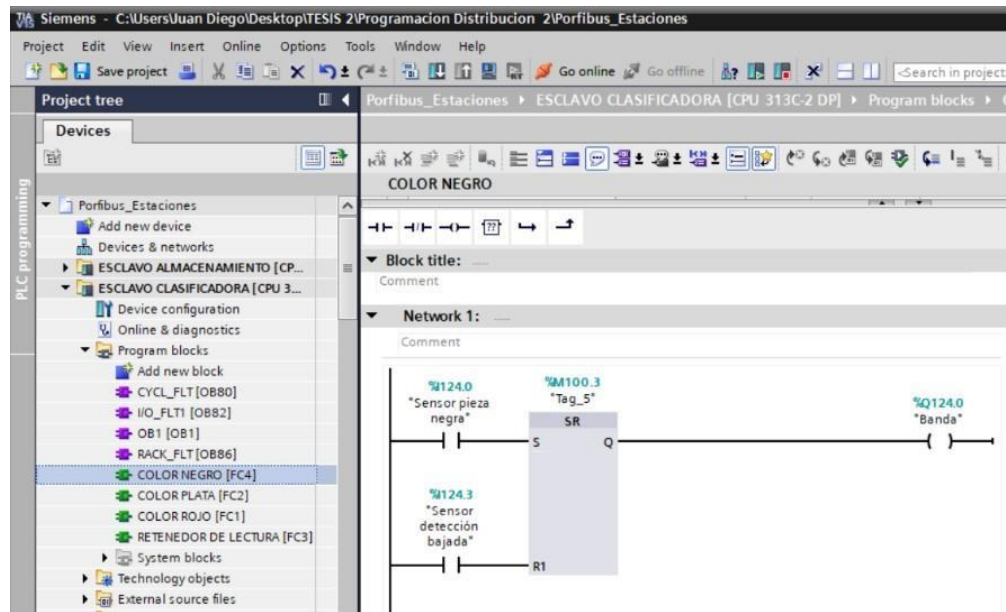 Siemens - C:\Users\Juan Diego\Desktop\TESIS 2\Programacion Distribucion 2\Porfibus_Estaciones
Project Edit View Insert Online Options Tools Window Help
Save project Go online Go offline <Search in project
Project tree
Porfibus_Estaciones ▸ ESCLAVO CLASIFICADORA [CPU 313C-2 DP] ▸ Program blocks ▸
Devices
PLC programming
Porfibus_Estaciones
Add new device
Devices & networks
ESCLAVO ALMACENAMIENTO [CP...
ESCLAVO CLASIFICADORA [CPU 3...
Device configuration
Online & diagnostics
Program blocks
Add new block
CYCL_FLT [OB80]
I/O_FLT1 [OB82]
OB1 [OB1]
RACK_FLT [OB86]
COLOR NEGRO [FC4]
COLOR PLATA [FC2]
COLOR ROJO [FC1]
RETENEDOR DE LECTURA [FC3]
System blocks
Technology objects
External source files
COLOR NEGRO
??
Block title: .....
Comment
Network 1: .....
Comment
%I124.0
"Sensor pieza
negra"
%M100.3
"Tag_5"
SR
S Q
%Q124.0
"Banda"
%I124.3
"Sensor
detección
bajada"
R1